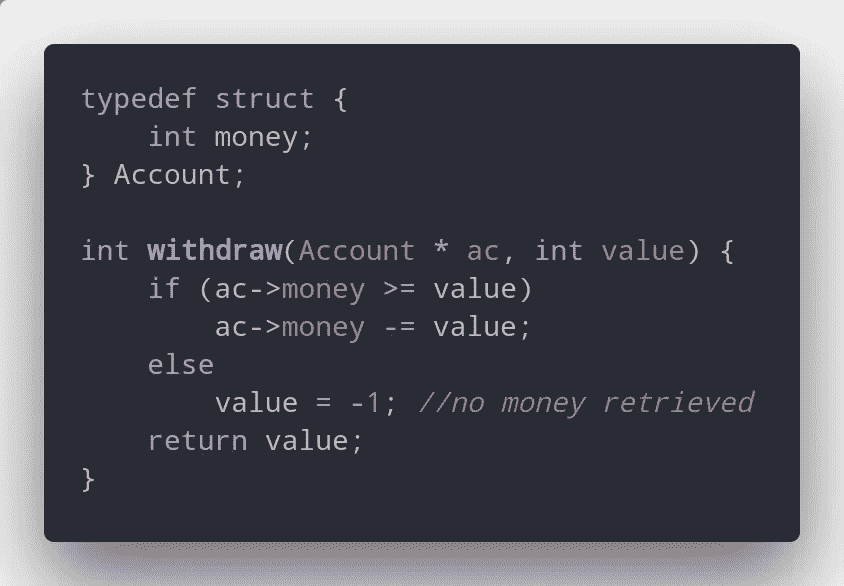 typedef struct {
    int money;
} Account;

int withdraw(Account * ac, int value) {
    if (ac->money >= value)
        ac->money -= value;
    else
        value = -1; //no money retrieved
    return value;
}